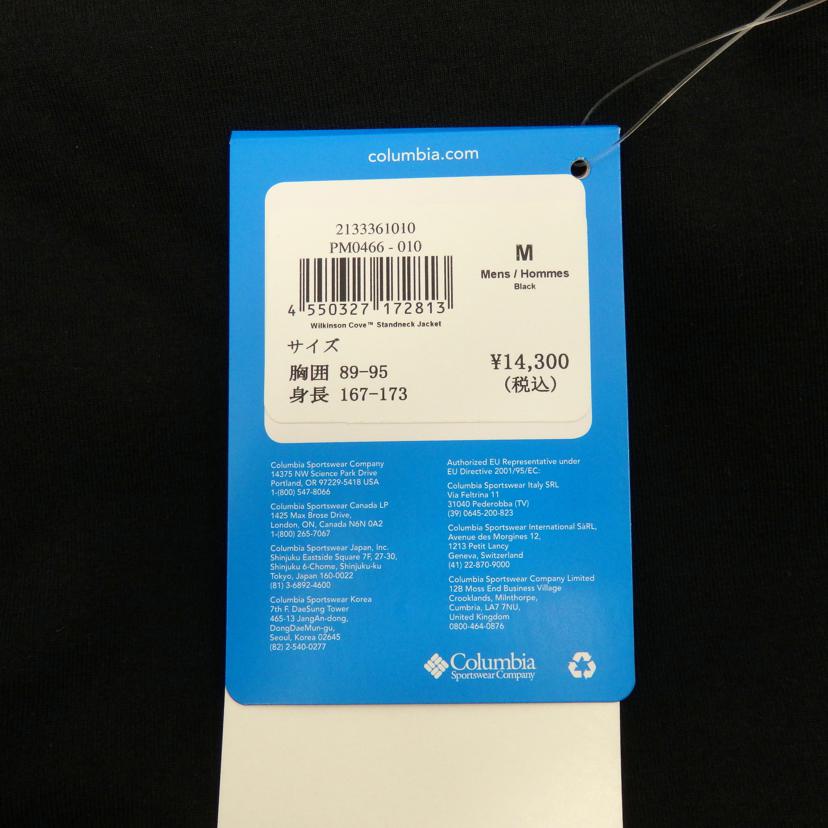 columbia.com
2133361010
PM0466 - 010
4 550327 172813
Wilkinson Cove™ Standneck Jacket
M
Mens / Hommes
Black
サイズ
胸囲 89-95
身長 167-173
¥14,300
(税込)
Columbia Sportswear Company
14375 NW Science Park Drive
Portland, OR 97229-5418 USA
1-(800) 547-8066
Columbia Sportswear Canada LP
1425 Max Brose Drive,
London, ON, Canada N6N 0A2
1-(800) 265-7067
Columbia Sportswear Japan, Inc.
Shinjuku Eastside Square 7F, 27-30,
Shinjuku 6-Chome, Shinjuku-ku
Tokyo, Japan 160-0022
(81) 3-6892-4600
Columbia Sportswear Korea
7th F. DaeSung Tower
465-13 JangAn-dong,
DongDaeMun-gu,
Seoul, Korea 02645
(82) 2-540-0277
Authorized EU Representative under
EU Directive 2001/95/EC:
Columbia Sportswear Italy SRL
Via Feltrina 11
31040 Pederobba (TV)
(39) 0645-200-823
Columbia Sportswear International SàRL,
Avenue des Morgines 12,
1213 Petit Lancy
Geneva, Switzerland
(41) 22-870-9000
Columbia Sportswear Company Limited
12B Moss End Business Village
Crooklands, Milnthorpe,
Cumbria, LA7 7NU,
United Kingdom
0800-464-0876
Columbia
Sportswear Company